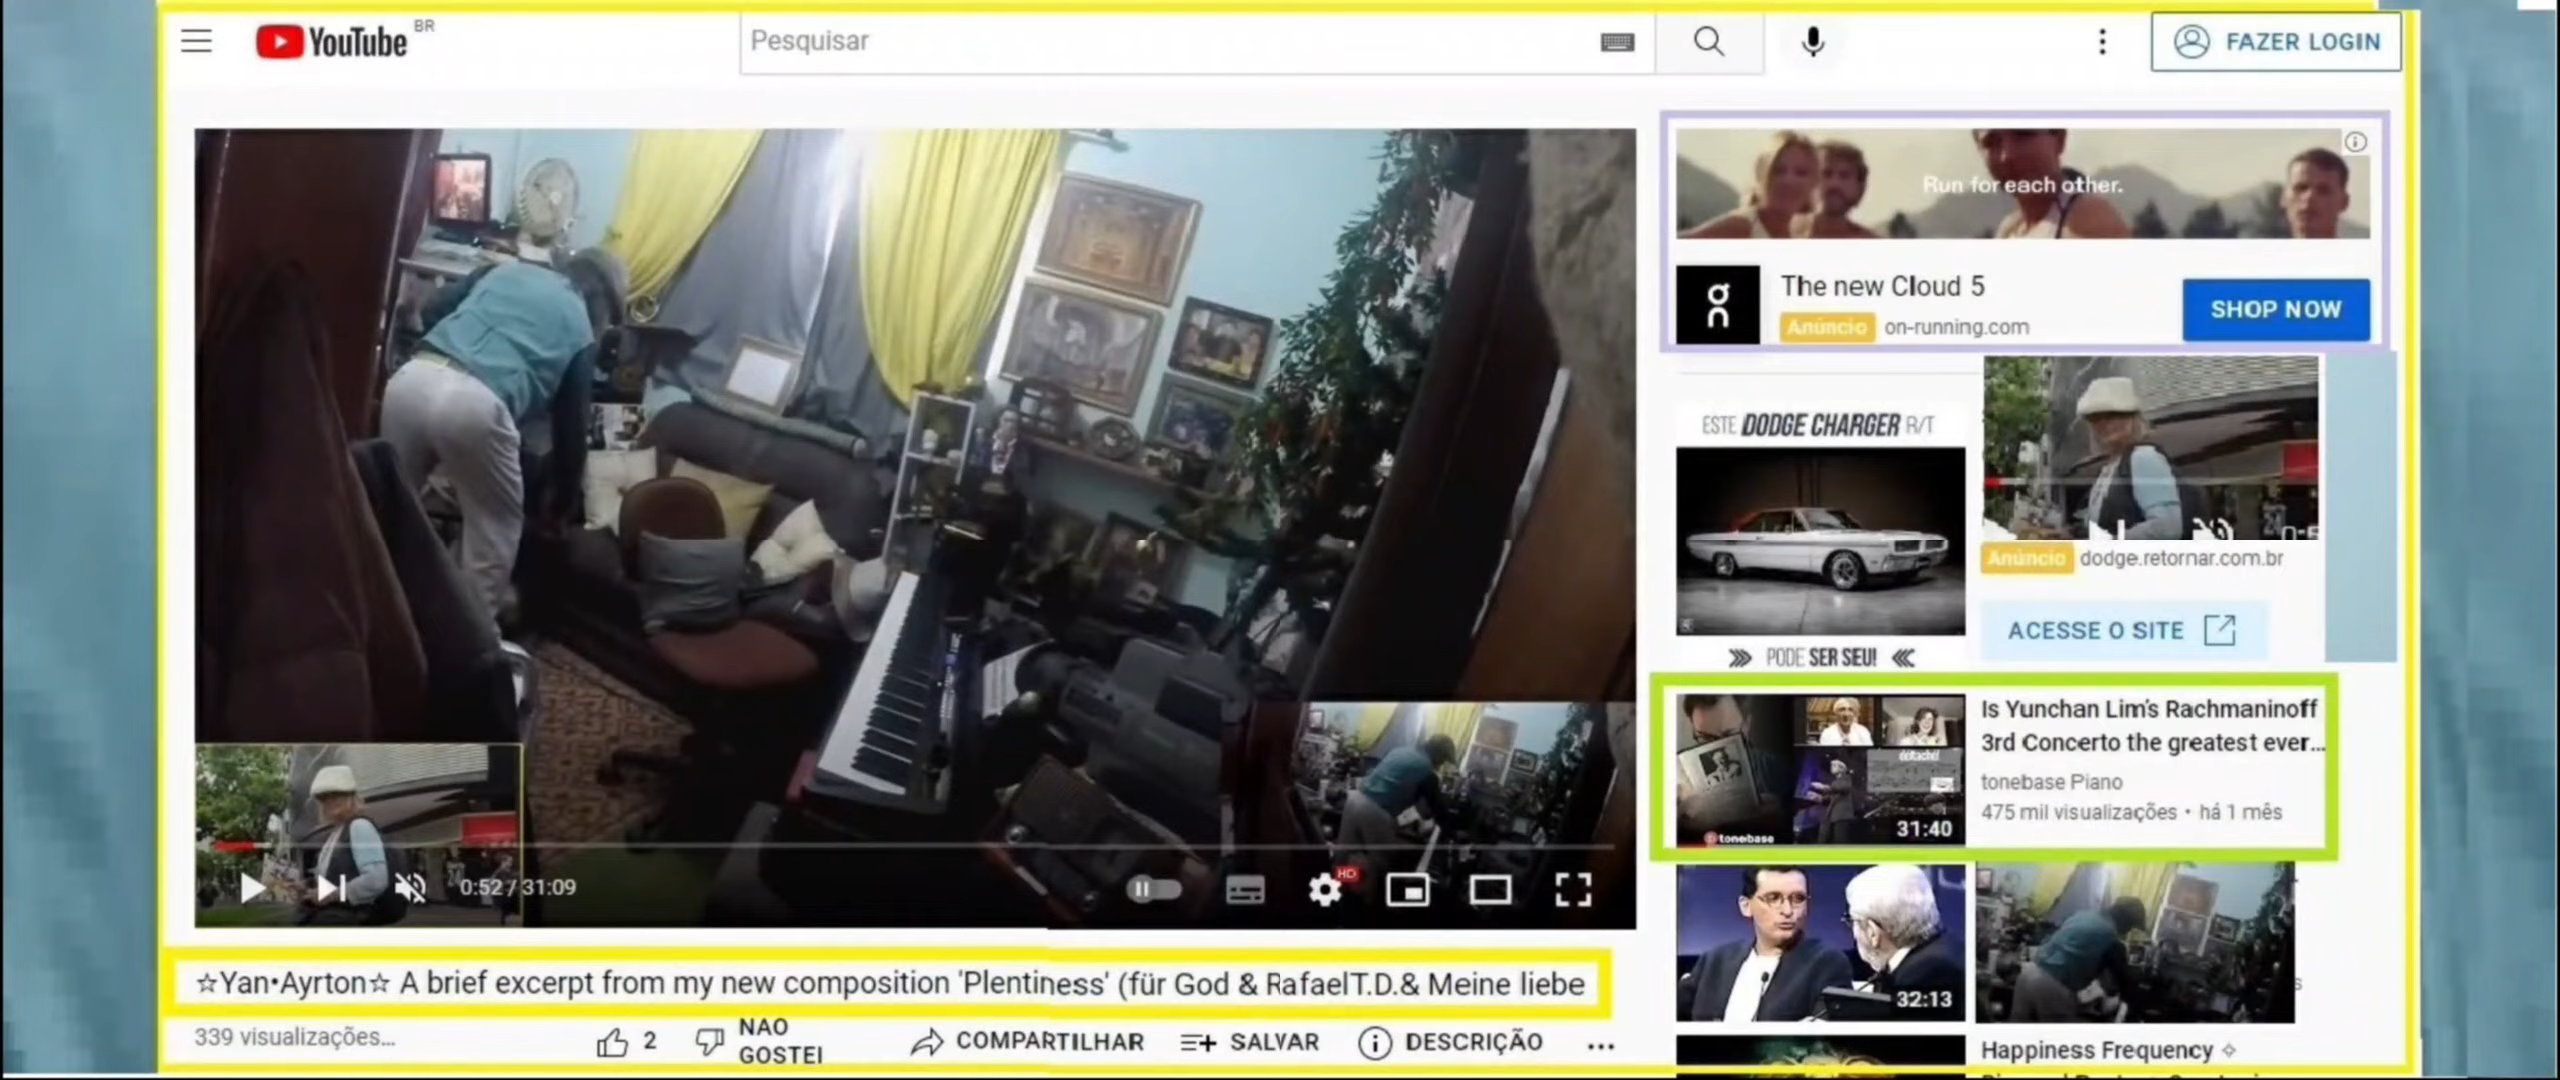 YouTube BR
Pesquisar
FAZER LOGIN
Run for each other.
The new Cloud 5
Anúncio on-running.com
SHOP NOW
ESTE DODGE CHARGER R/T
PODE SER SEU!
Anúncio dodge.retornar.com.br
ACESSE O SITE
Is Yunchan Lim's Rachmaninoff
3rd Concerto the greatest ever...
tonebase Piano
475 mil visualizações • há 1 mês
détaché
tonebase
31:40
0:52 / 31:09
HD
32:13
☆Yan•Ayrton☆ A brief excerpt from my new composition 'Plentiness' (für God & RafaelT.D.& Meine liebe
339 visualizações...
2
NAO
GOSTEI
COMPARTILHAR
SALVAR
DESCRIÇÃO
Happiness Frequency ✧